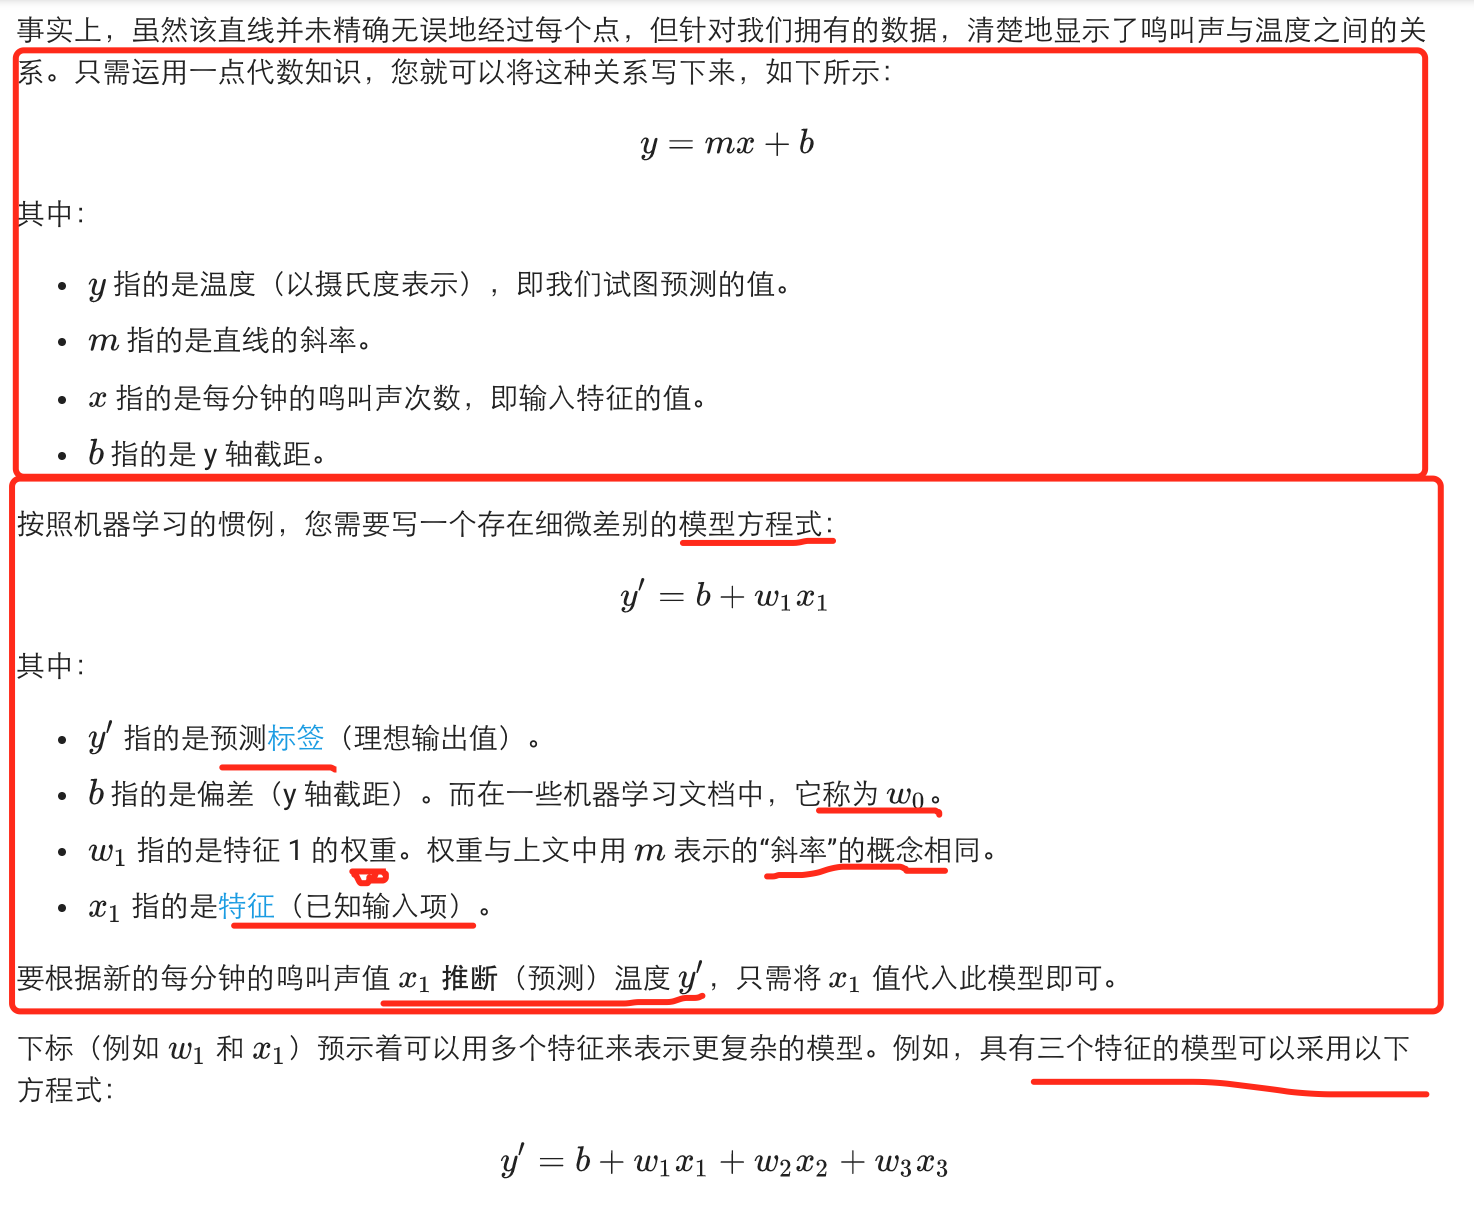 事实上，虽然该直线并未精确无误地经过每个点，但针对我们拥有的数据，清楚地显示了鸣叫声与温度之间的关
系。只需运用一点代数知识，您就可以将这种关系写下来，如下所示：
y = mx + b
其中：
• y 指的是温度（以摄氏度表示），即我们试图预测的值。
• m 指的是直线的斜率。
• x 指的是每分钟的鸣叫声次数，即输入特征的值。
• b 指的是 y 轴截距。
按照机器学习的惯例，您需要写一个存在细微差别的模型方程式：
y′ = b + w₁x₁
其中：
• y′ 指的是预测标签（理想输出值）。
• b 指的是偏差（y 轴截距）。而在一些机器学习文档中，它称为 w₀。
• w₁ 指的是特征 1 的权重。权重与上文中用 m 表示的“斜率”的概念相同。
• x₁ 指的是特征（已知输入项）。
要根据新的每分钟的鸣叫声值 x₁ 推断（预测）温度 y′，只需将 x₁ 值代入此模型即可。
下标（例如 w₁ 和 x₁）预示着可以用多个特征来表示更复杂的模型。例如，具有三个特征的模型可以采用以下
方程式：
y′ = b + w₁x₁ + w₂x₂ + w₃x₃